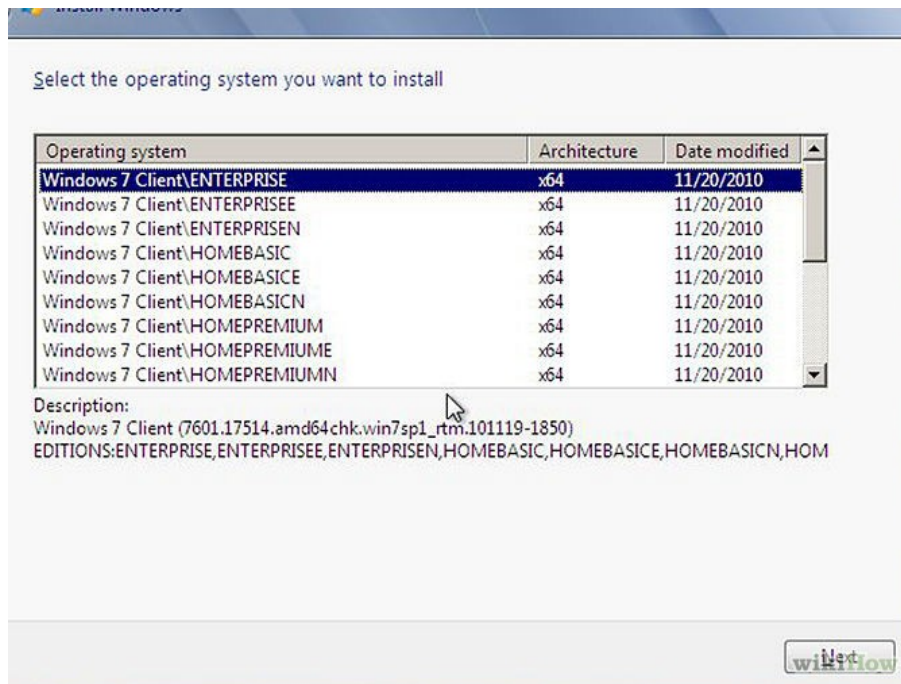 Install Windows
Select the operating system you want to install
Operating system Architecture Date modified
Windows 7 Client\ENTERPRISE x64 11/20/2010
Windows 7 Client\ENTERPRISEE x64 11/20/2010
Windows 7 Client\ENTERPRISEN x64 11/20/2010
Windows 7 Client\HOMEBASIC x64 11/20/2010
Windows 7 Client\HOMEBASICE x64 11/20/2010
Windows 7 Client\HOMEBASICN x64 11/20/2010
Windows 7 Client\HOMEPREMIUM x64 11/20/2010
Windows 7 Client\HOMEPREMIUME x64 11/20/2010
Windows 7 Client\HOMEPREMIUMN x64 11/20/2010
Description:
Windows 7 Client (7601.17514.amd64chk.win7sp1_rtm.101119-1850)
EDITIONS:ENTERPRISE,ENTERPRISEE,ENTERPRISEN,HOMEBASIC,HOMEBASICE,HOMEBASICN,HOM
Next
wikiHow